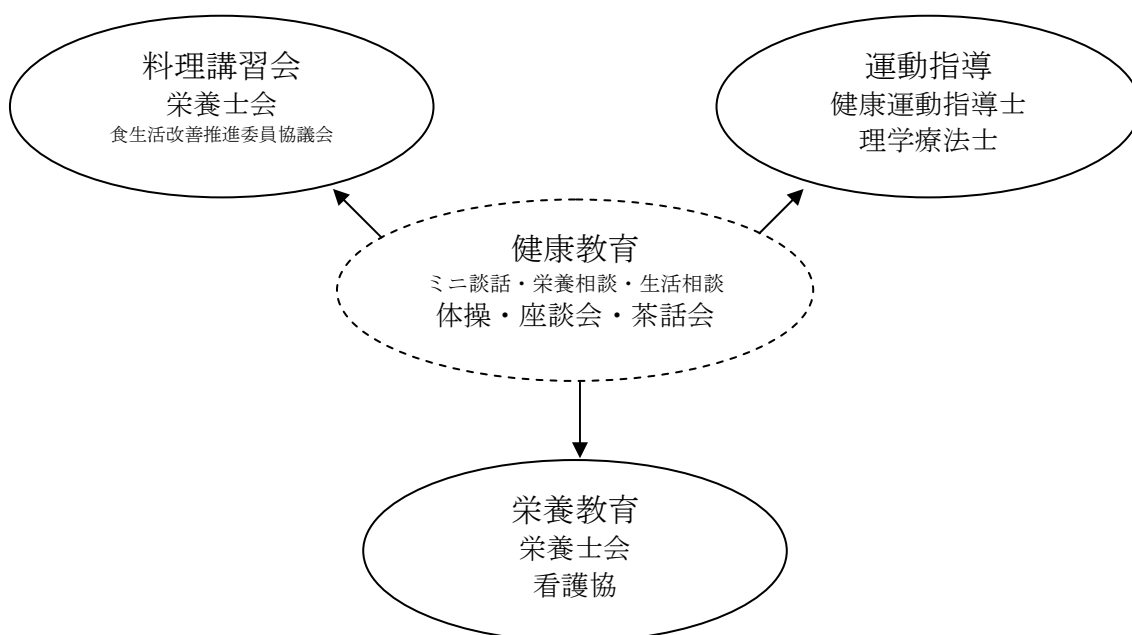 料理講習会
栄養士会
食生活改善推進委員協議会
運動指導
健康運動指導士
理学療法士
健康教育
ミニ談話・栄養相談・生活相談
体操・座談会・茶話会
栄養教育
栄養士会
看護協